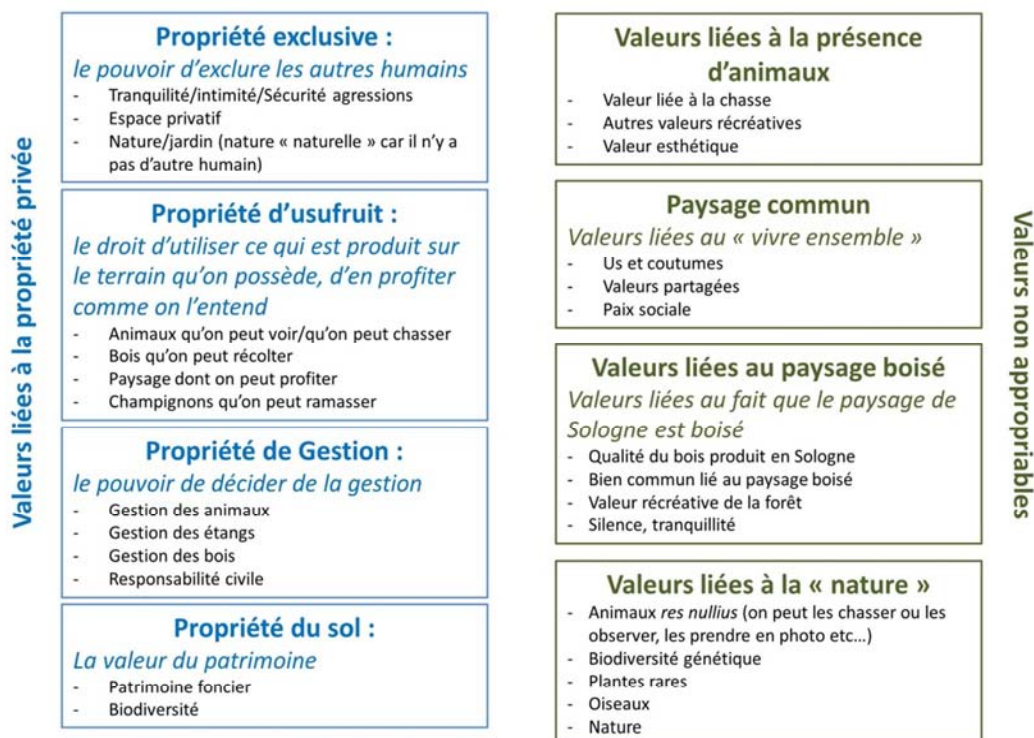 Valeurs liées à la propriété privée
Propriété exclusive :
le pouvoir d'exclure les autres humains
- Tranquilité/intimité/Sécurité agressions
- Espace privatif
- Nature/jardin (nature « naturelle » car il n'y a
pas d'autre humain)
Propriété d'usufruit :
le droit d'utiliser ce qui est produit sur
le terrain qu'on possède, d'en profiter
comme on l'entend
- Animaux qu'on peut voir/qu'on peut chasser
- Bois qu'on peut récolter
- Paysage dont on peut profiter
- Champignons qu'on peut ramasser
Propriété de Gestion :
le pouvoir de décider de la gestion
- Gestion des animaux
- Gestion des étangs
- Gestion des bois
- Responsabilité civile
Propriété du sol :
La valeur du patrimoine
- Patrimoine foncier
- Biodiversité
Valeurs liées à la présence
d'animaux
- Valeur liée à la chasse
- Autres valeurs récréatives
- Valeur esthétique
Paysage commun
Valeurs liées au « vivre ensemble »
- Us et coutumes
- Valeurs partagées
- Paix sociale
Valeurs liées au paysage boisé
Valeurs liées au fait que le paysage de
Sologne est boisé
- Qualité du bois produit en Sologne
- Bien commun lié au paysage boisé
- Valeur récréative de la forêt
- Silence, tranquillité
Valeurs liées à la « nature »
- Animaux res nullius (on peut les chasser ou les
observer, les prendre en photo etc...)
- Biodiversité génétique
- Plantes rares
- Oiseaux
- Nature
Valeurs non appropriables